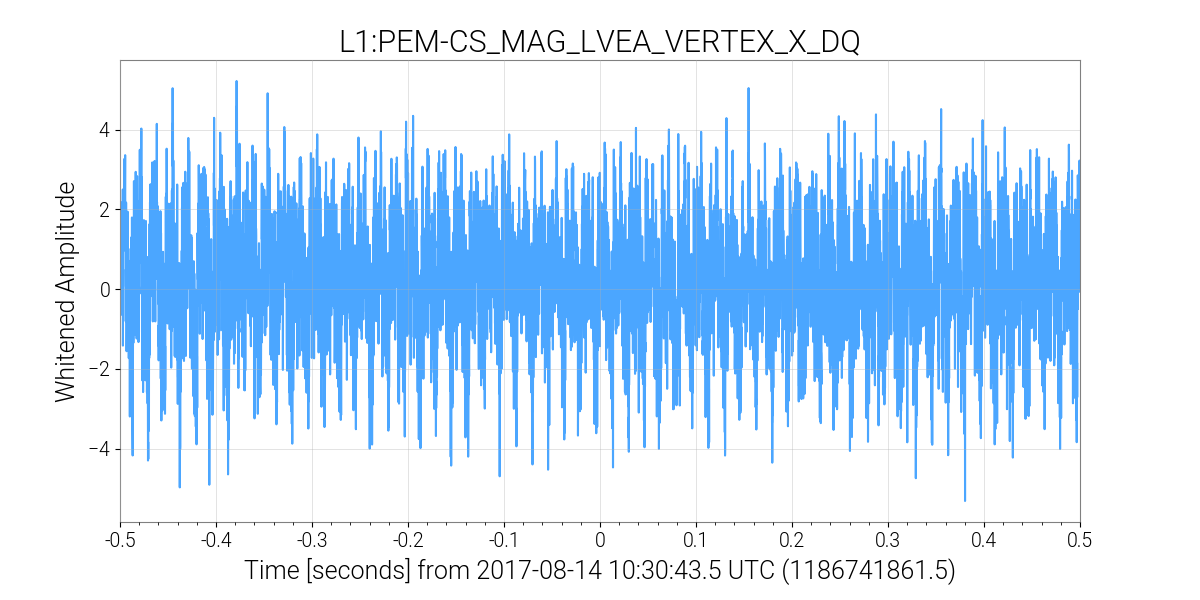 L1:PEM-CS_MAG_LVEA_VERTEX_X_DQ
Whitened Amplitude
4
2
0
−2
−4
-0.5 -0.4 -0.3 -0.2 -0.1 0 0.1 0.2 0.3 0.4 0.5
Time [seconds] from 2017-08-14 10:30:43.5 UTC (1186741861.5)